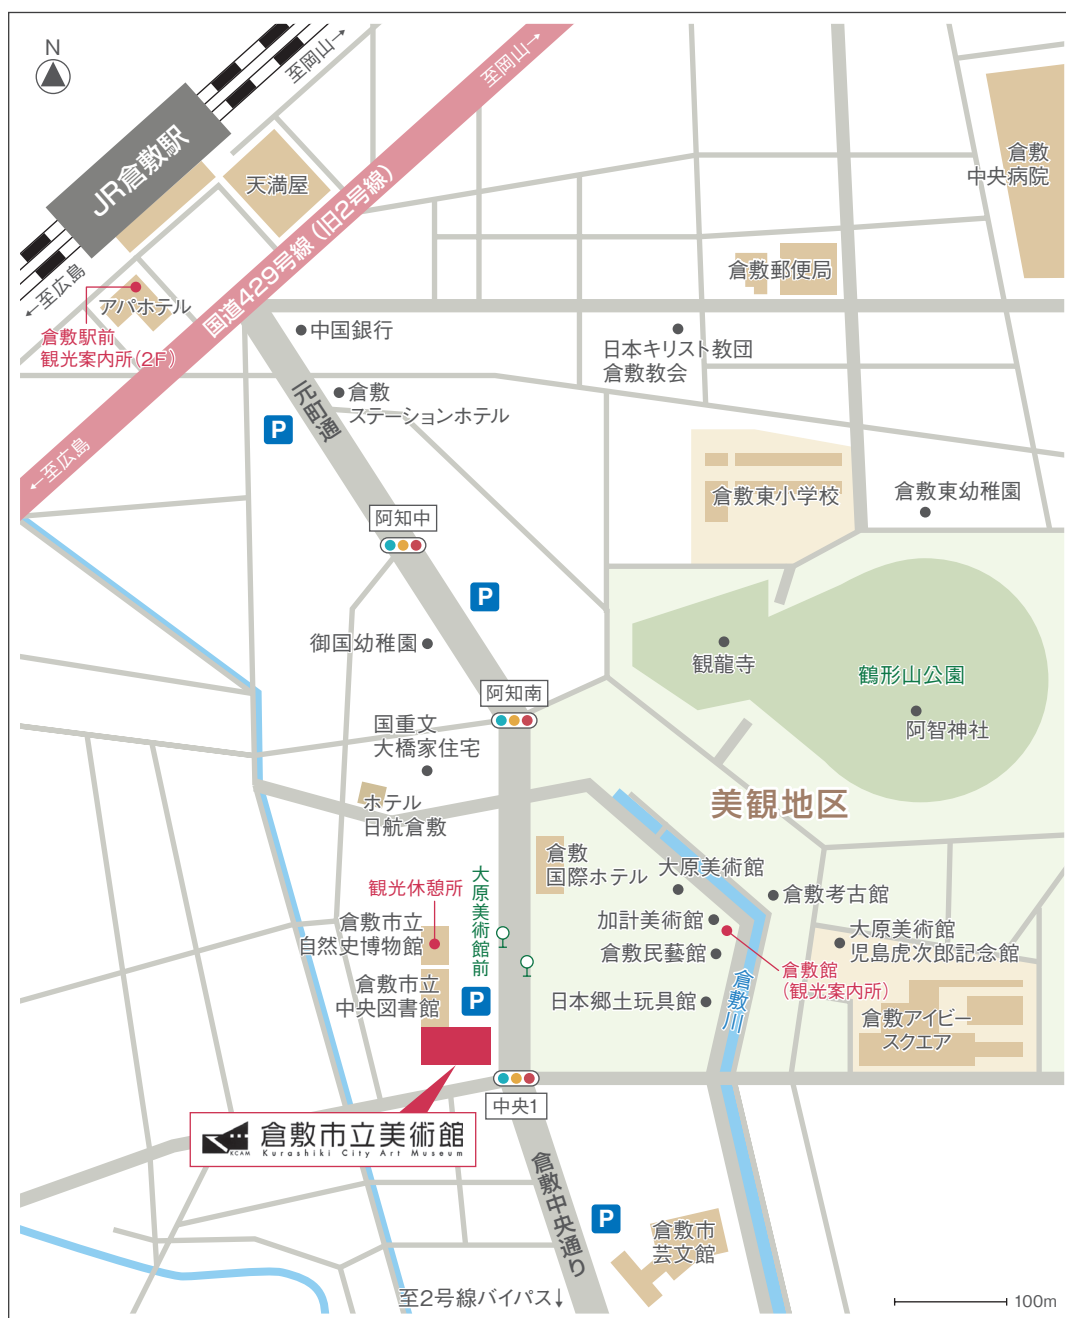 N
至岡山→
至岡山→
JR倉敷駅
天満屋
倉敷
中央病院
国道429号線(旧2号線)
倉敷郵便局
←至広島
アパホテル
倉敷駅前
観光案内所(2F)
中国銀行
日本キリスト教団
倉敷教会
倉敷
ステーションホテル
元町通
P
←至広島
倉敷東小学校
倉敷東幼稚園
阿知中
P
御国幼稚園
観龍寺
鶴形山公園
阿知南
阿智神社
国重文
大橋家住宅
美観地区
ホテル
日航倉敷
倉敷
国際ホテル
大原美術館
観光休憩所
大原美術館前
倉敷考古館
倉敷市立
自然史博物館
加計美術館
大原美術館
児島虎次郎記念館
倉敷民藝館
倉敷館
(観光案内所)
倉敷市立
中央図書館
P
日本郷土玩具館
倉敷川
倉敷アイビー
スクエア
中央1
KCAM
倉敷市立美術館
Kurashiki City Art Museum
倉敷中央通り
P
倉敷市
芸文館
至2号線バイパス↓
100m